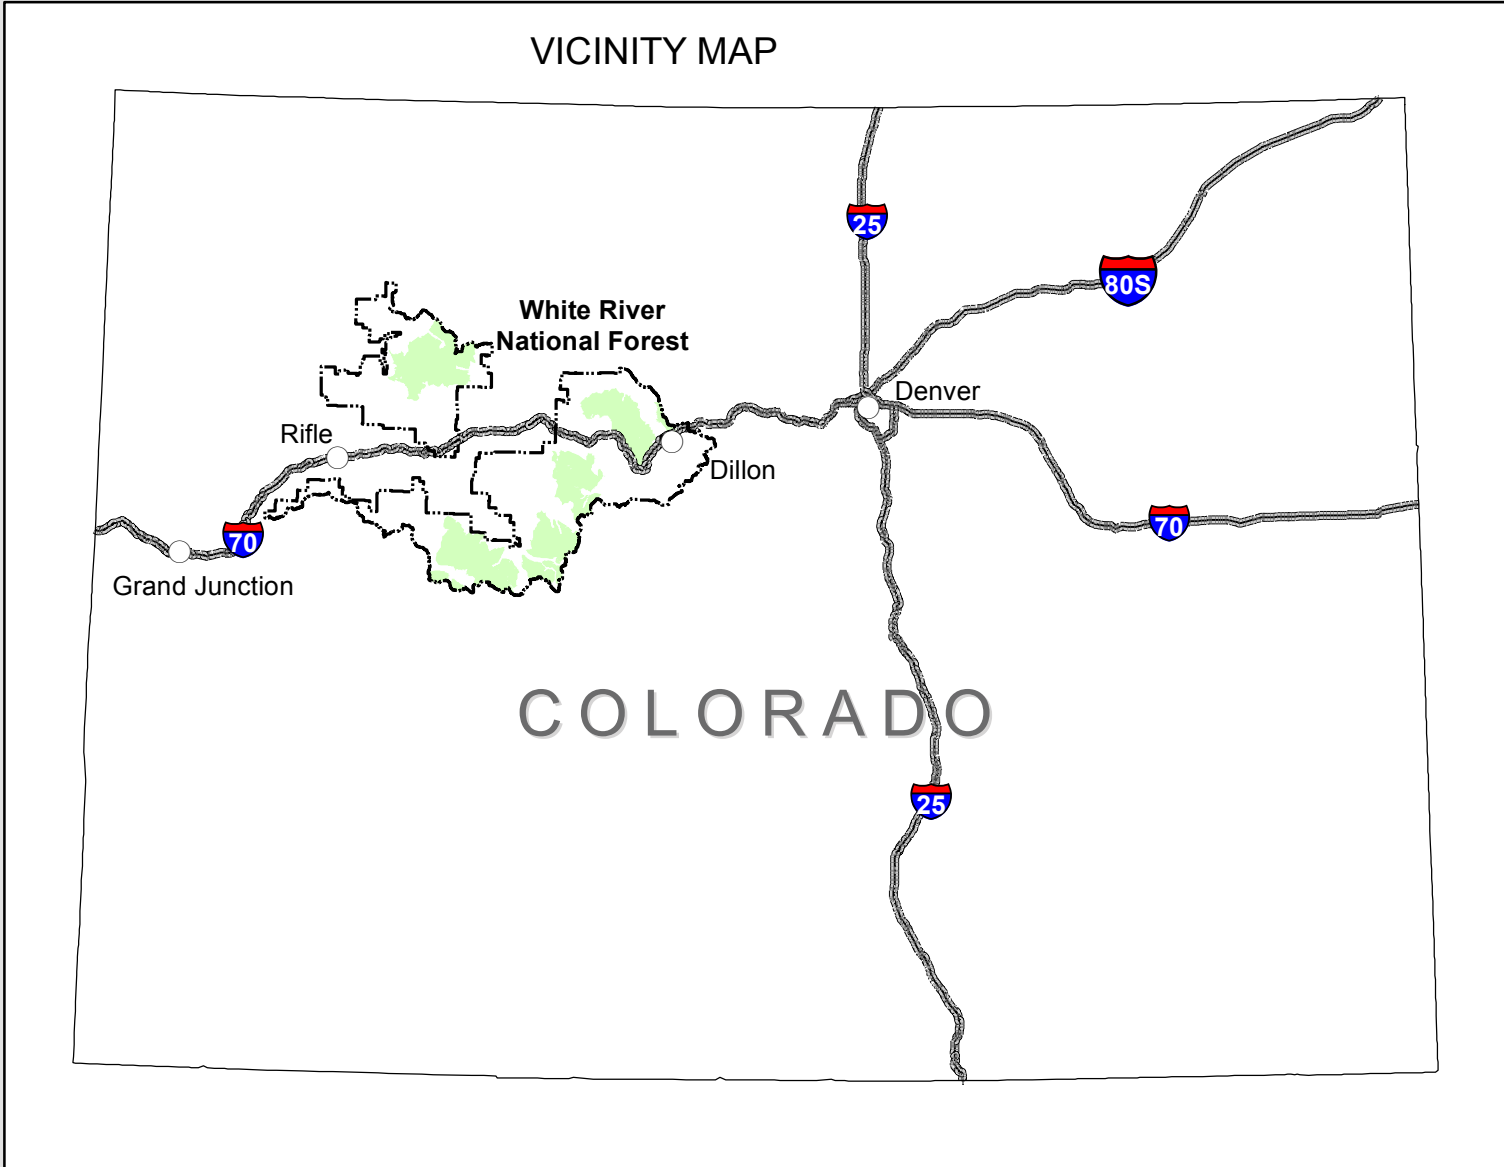 VICINITY MAP
25
80S
White River
National Forest
Denver
Rifle
Dillon
70
70
Grand Junction
COLORADO
25